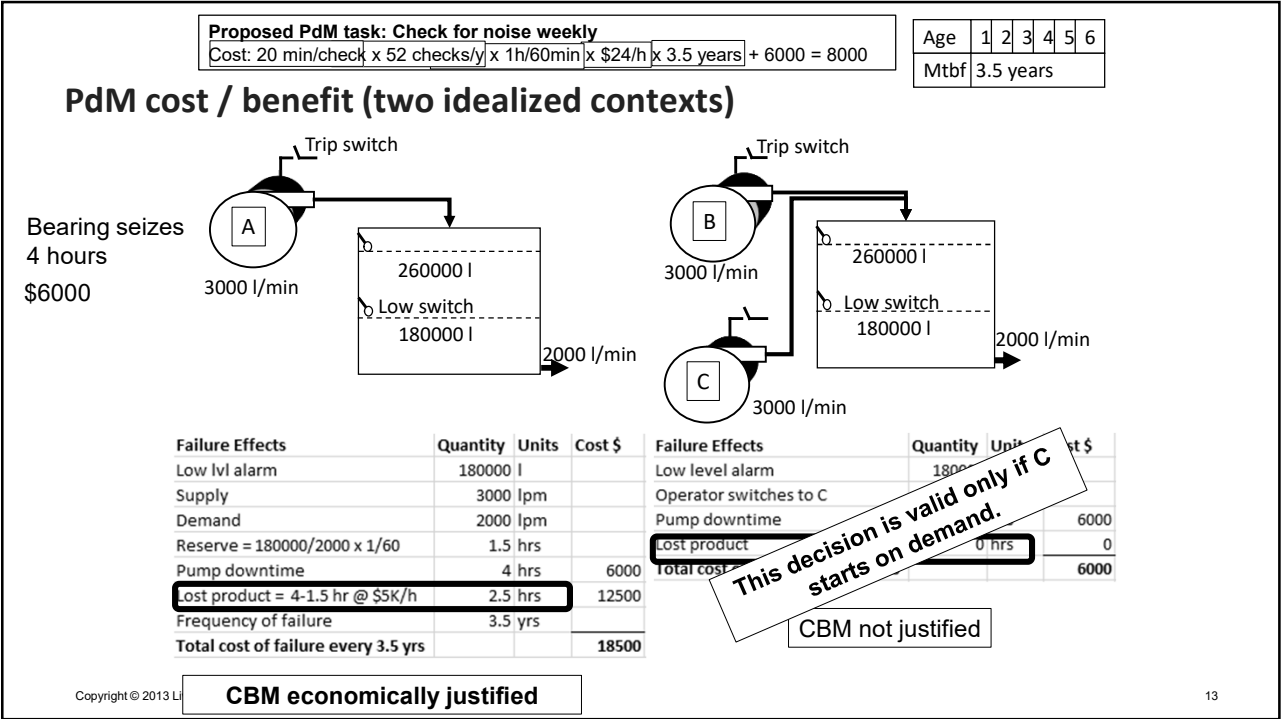 Proposed PdM task: Check for noise weekly
Cost: 20 min/check x 52 checks/y x 1h/60min x $24/h x 3.5 years + 6000 = 8000
Age 1 2 3 4 5 6
Mtbf 3.5 years
PdM cost / benefit (two idealized contexts)
Bearing seizes
4 hours
$6000
Trip switch
A
3000 l/min
260000 l
Low switch
180000 l
2000 l/min
Trip switch
B
3000 l/min
260000 l
Low switch
180000 l
2000 l/min
C
3000 l/min
Failure Effects Quantity Units Cost $
Low lvl alarm 180000 l
Supply 3000 lpm
Demand 2000 lpm
Reserve = 180000/2000 x 1/60 1.5 hrs
Pump downtime 4 hrs 6000
Lost product = 4-1.5 hr @ $5K/h 2.5 hrs 12500
Frequency of failure 3.5 yrs
Total cost of failure every 3.5 yrs 18500
CBM economically justified
Failure Effects Quantity
Low level alarm
Operator switches to C
Pump downtime 6000
Lost product 0 hrs 0
Total cost 6000
This decision is valid only if C
starts on demand.
CBM not justified
Copyright © 2013
13